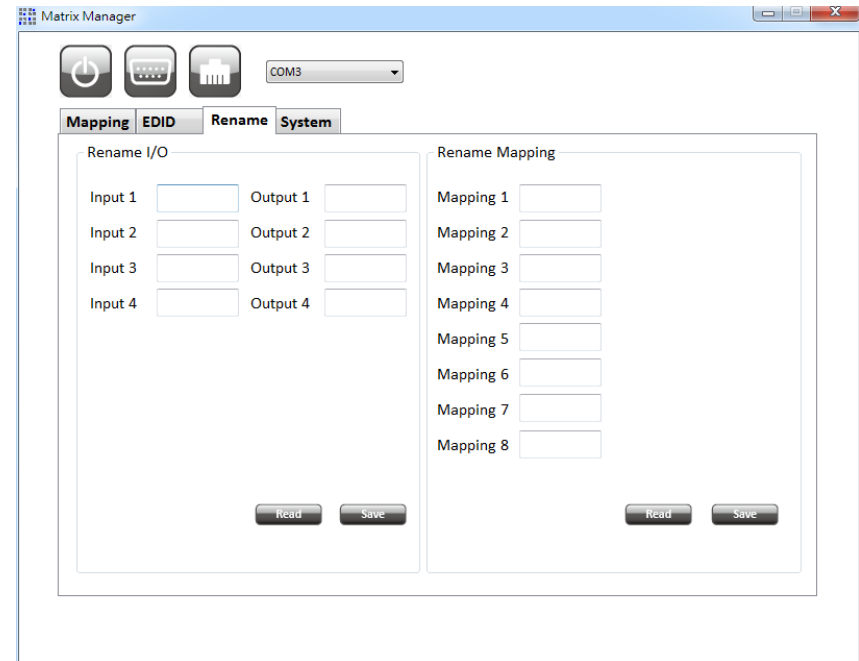 Matrix Manager
COM3
Mapping EDID Rename System
Rename I/O Rename Mapping
Input 1 Output 1 Mapping 1
Input 2 Output 2 Mapping 2
Input 3 Output 3 Mapping 3
Input 4 Output 4 Mapping 4
Mapping 5
Mapping 6
Mapping 7
Mapping 8
Read Save Read Save